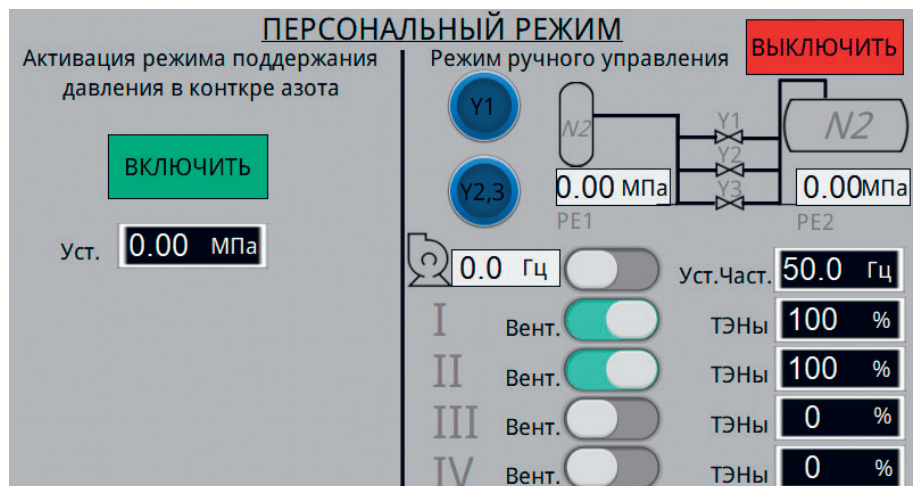 ПЕРСОНАЛЬНЫЙ РЕЖИМ
Активация режима поддержания
давления в конткре азота
ВКЛЮЧИТЬ
Уст. 0.00 МПа
Режим ручного управления
ВЫКЛЮЧИТЬ
Y1
Y2,3
N2
Y1
Y2
Y3
N2
0.00 МПа
0.00МПа
PE1
PE2
0.0 Гц
Уст.Част. 50.0 Гц
I Вент. ТЭНы 100 %
II Вент. ТЭНы 100 %
III Вент. ТЭНы 0 %
IV Вент. ТЭНы 0 %